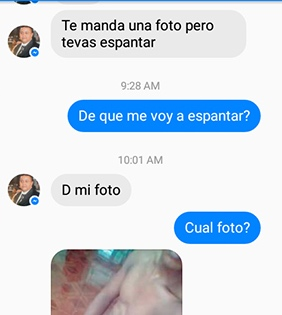 Te manda una foto pero
tevas espantar
9:28 AM
De que me voy a espantar?
10:01 AM
D mi foto
Cual foto?